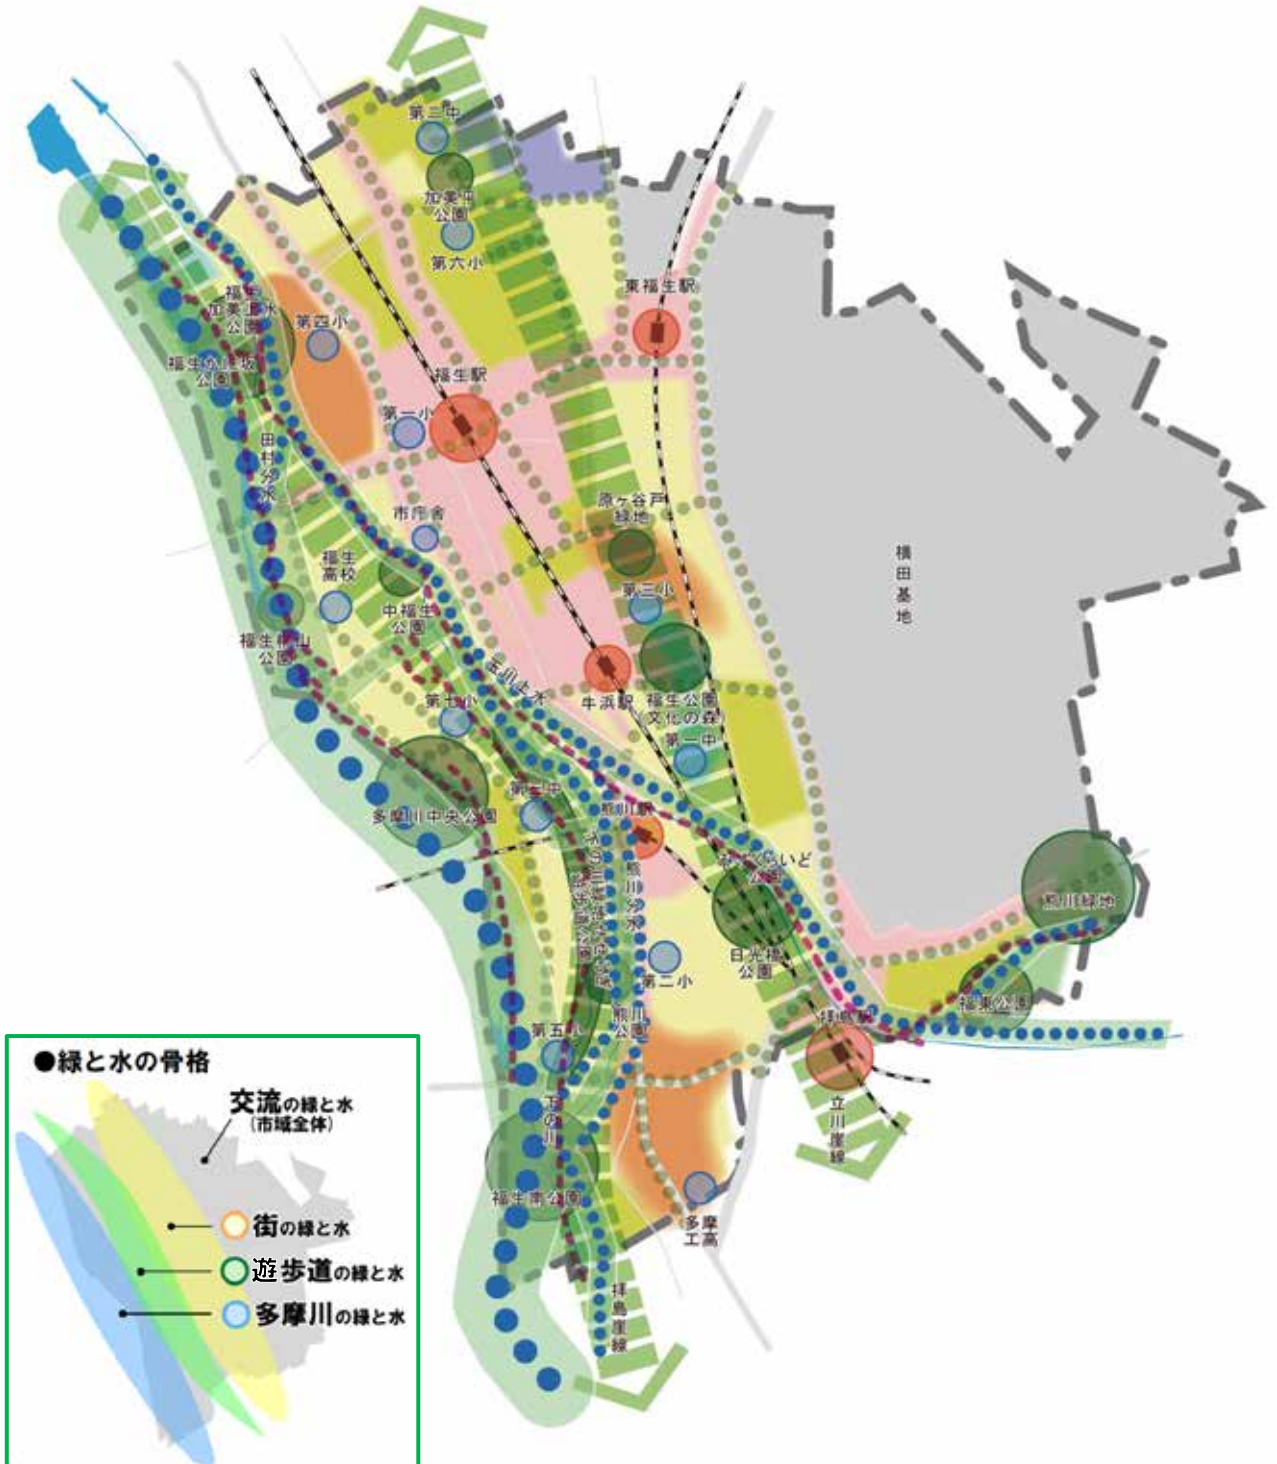 第二中
加美平
公園
第六小
東福生駅
福生
加美上水
公園
第四小
福生かに坂
公園
福生駅
第一小
田村分水
原ヶ谷戸
緑地
市庁舎
横田基地
福生
高校
第三小
中福生
公園
福生柳山
公園
玉川上水
第七小
牛浜駅
福生公園
(文化の森)
第一中
多摩川中央公園
第三中
熊川駅
公園
熊川分水
熊川緑地
日光橋
公園
第二小
福東公園
熊川
公園
拝島駅
第五小
下の川
立川崖線
福生南公園
多摩
工高
拝島崖線
●緑と水の骨格
交流の緑と水
(市域全体)
街の緑と水
遊歩道の緑と水
多摩川の緑と水